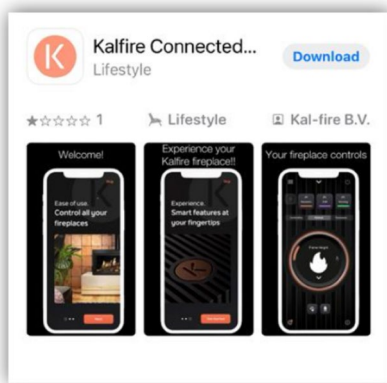 Kalfire Connected...
Lifestyle
Download
1
Lifestyle
Kal-fire B.V.
Welcome!
Ease of use.
Control all your
fireplaces
Experience your
Kalfire fireplace!!
Experience.
Smart features at
your fingertips
Your fireplace controls